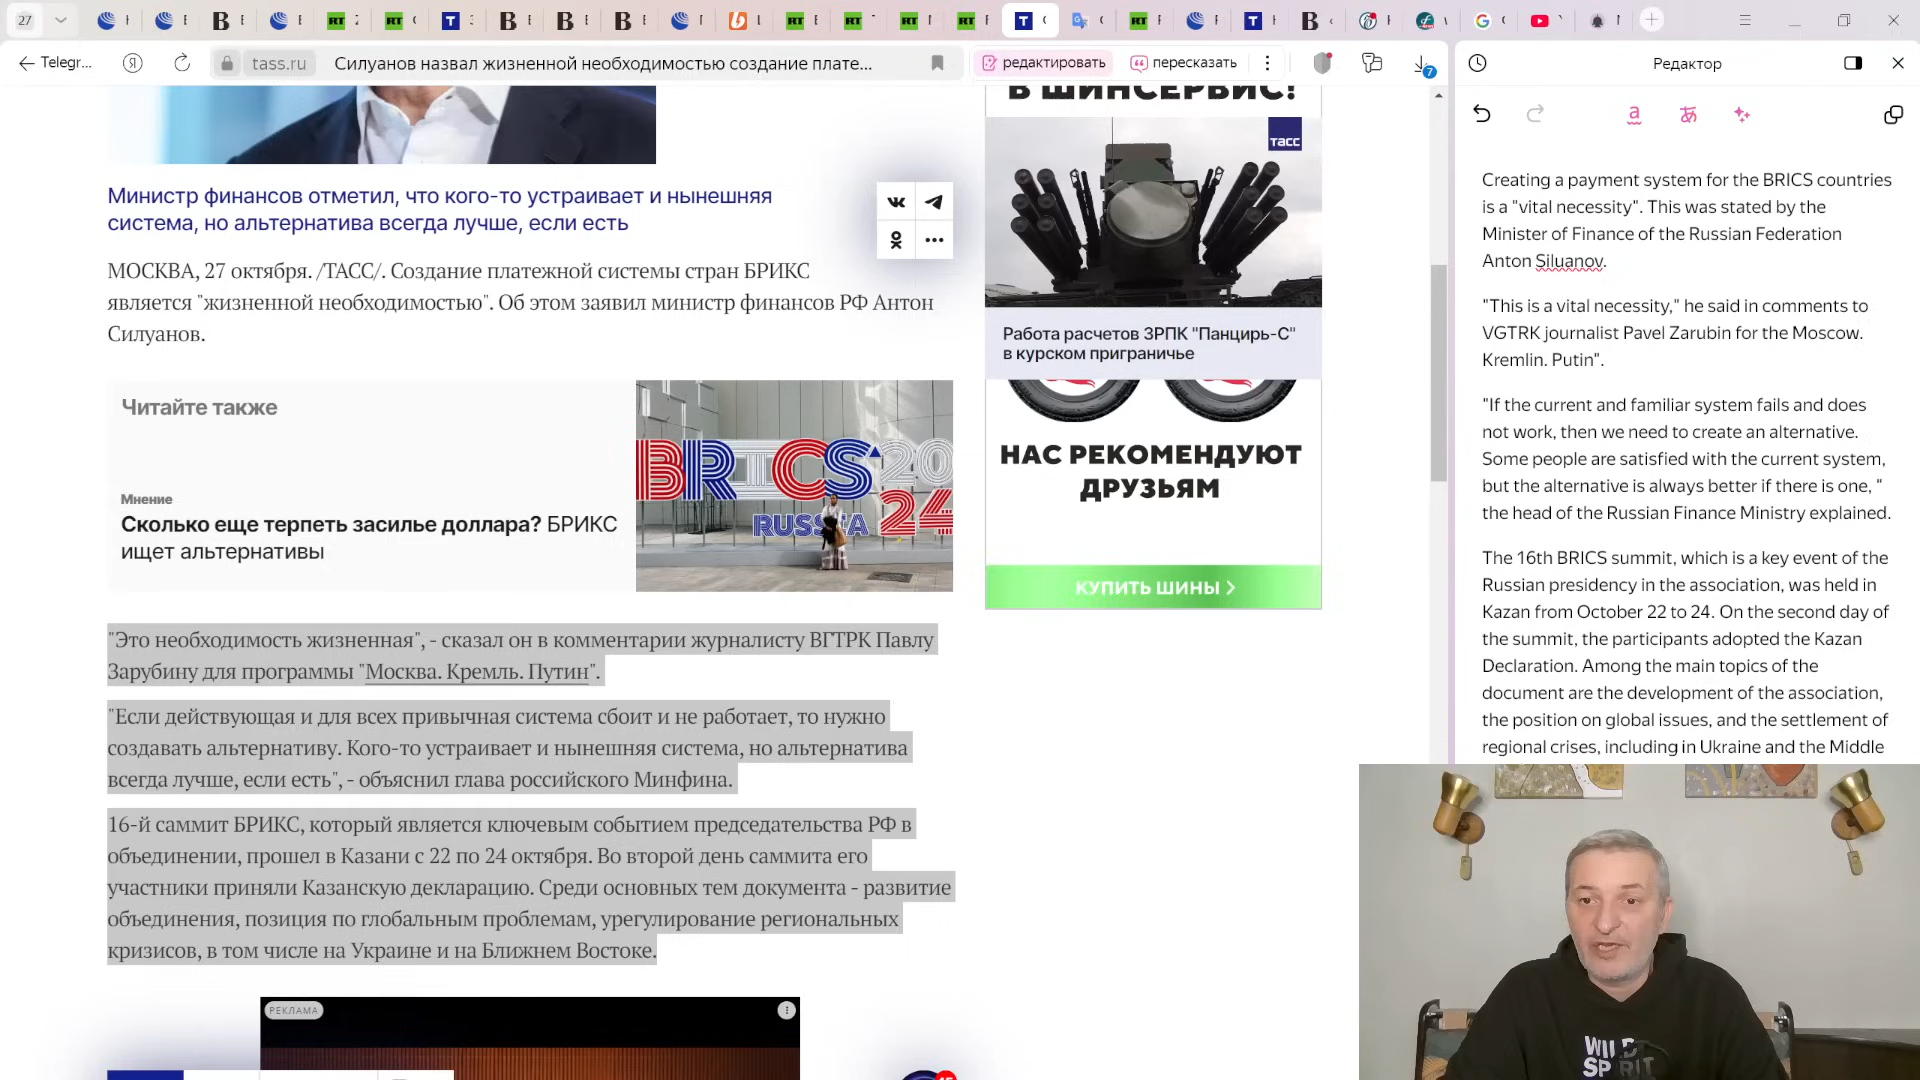 27
Telegr...
tass.ru
Силуанов назвал жизненной необходимостью создание плате...
редактировать
пересказать
7
Редактор
Министр финансов отметил, что кого-то устраивает и нынешняя
система, но альтернатива всегда лучше, если есть
МОСКВА, 27 октября. /ТАСС/. Создание платежной системы стран БРИКС
является "жизненной необходимостью". Об этом заявил министр финансов РФ Антон
Силуанов.
Читайте также
Мнение
Сколько еще терпеть засилье доллара? БРИКС
ищет альтернативы
BRICS 20
RUSSIA 24
"Это необходимость жизненная", - сказал он в комментарии журналисту ВГТРК Павлу
Зарубину для программы "Москва. Кремль. Путин".
"Если действующая и для всех привычная система сбоит и не работает, то нужно
создавать альтернативу. Кого-то устраивает и нынешняя система, но альтернатива
всегда лучше, если есть", - объяснил глава российского Минфина.
16-й саммит БРИКС, который является ключевым событием председательства РФ в
объединении, прошел в Казани с 22 по 24 октября. Во второй день саммита его
участники приняли Казанскую декларацию. Среди основных тем документа - развитие
объединения, позиция по глобальным проблемам, урегулирование региональных
кризисов, в том числе на Украине и на Ближнем Востоке.
РЕКЛАМА
В ШИНСЕРВИС!
ТАСС
Работа расчетов ЗРПК "Панцирь-С"
в курском приграничье
НАС РЕКОМЕНДУЮТ
ДРУЗЬЯМ
КУПИТЬ ШИНЫ
Creating a payment system for the BRICS countries
is a "vital necessity". This was stated by the
Minister of Finance of the Russian Federation
Anton Siluanov.
"This is a vital necessity," he said in comments to
VGTRK journalist Pavel Zarubin for the Moscow.
Kremlin. Putin".
"If the current and familiar system fails and does
not work, then we need to create an alternative.
Some people are satisfied with the current system,
but the alternative is always better if there is one, "
the head of the Russian Finance Ministry explained.
The 16th BRICS summit, which is a key event of the
Russian presidency in the association, was held in
Kazan from October 22 to 24. On the second day of
the summit, the participants adopted the Kazan
Declaration. Among the main topics of the
document are the development of the association,
the position on global issues, and the settlement of
regional crises, including in Ukraine and the Middle
WILD
SPIRIT